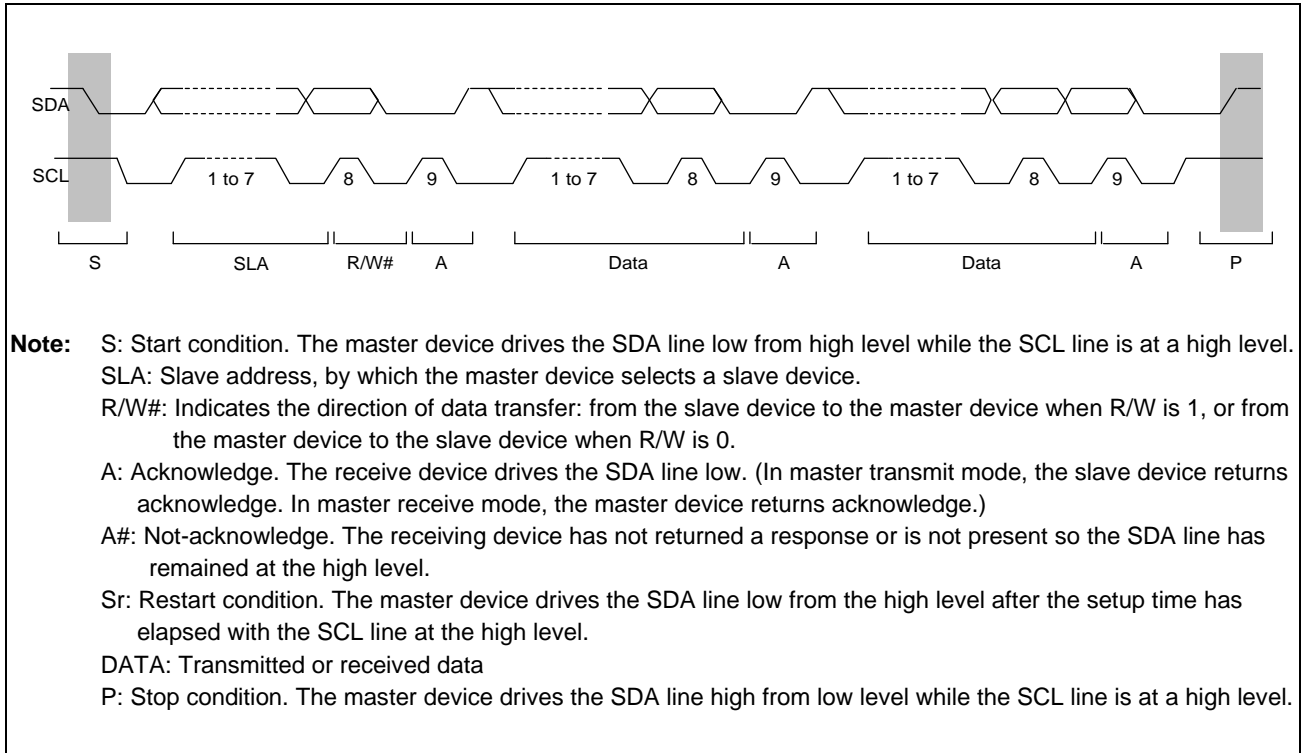 SDA
SCL
1 to 7 8 9 1 to 7 8 9 1 to 7 8 9
S SLA R/W# A Data A Data A P
Note: S: Start condition. The master device drives the SDA line low from high level while the SCL line is at a high level.
SLA: Slave address, by which the master device selects a slave device.
R/W#: Indicates the direction of data transfer: from the slave device to the master device when R/W is 1, or from
the master device to the slave device when R/W is 0.
A: Acknowledge. The receive device drives the SDA line low. (In master transmit mode, the slave device returns
acknowledge. In master receive mode, the master device returns acknowledge.)
A#: Not-acknowledge. The receiving device has not returned a response or is not present so the SDA line has
remained at the high level.
Sr: Restart condition. The master device drives the SDA line low from the high level after the setup time has
elapsed with the SCL line at the high level.
DATA: Transmitted or received data
P: Stop condition. The master device drives the SDA line high from low level while the SCL line is at a high level.